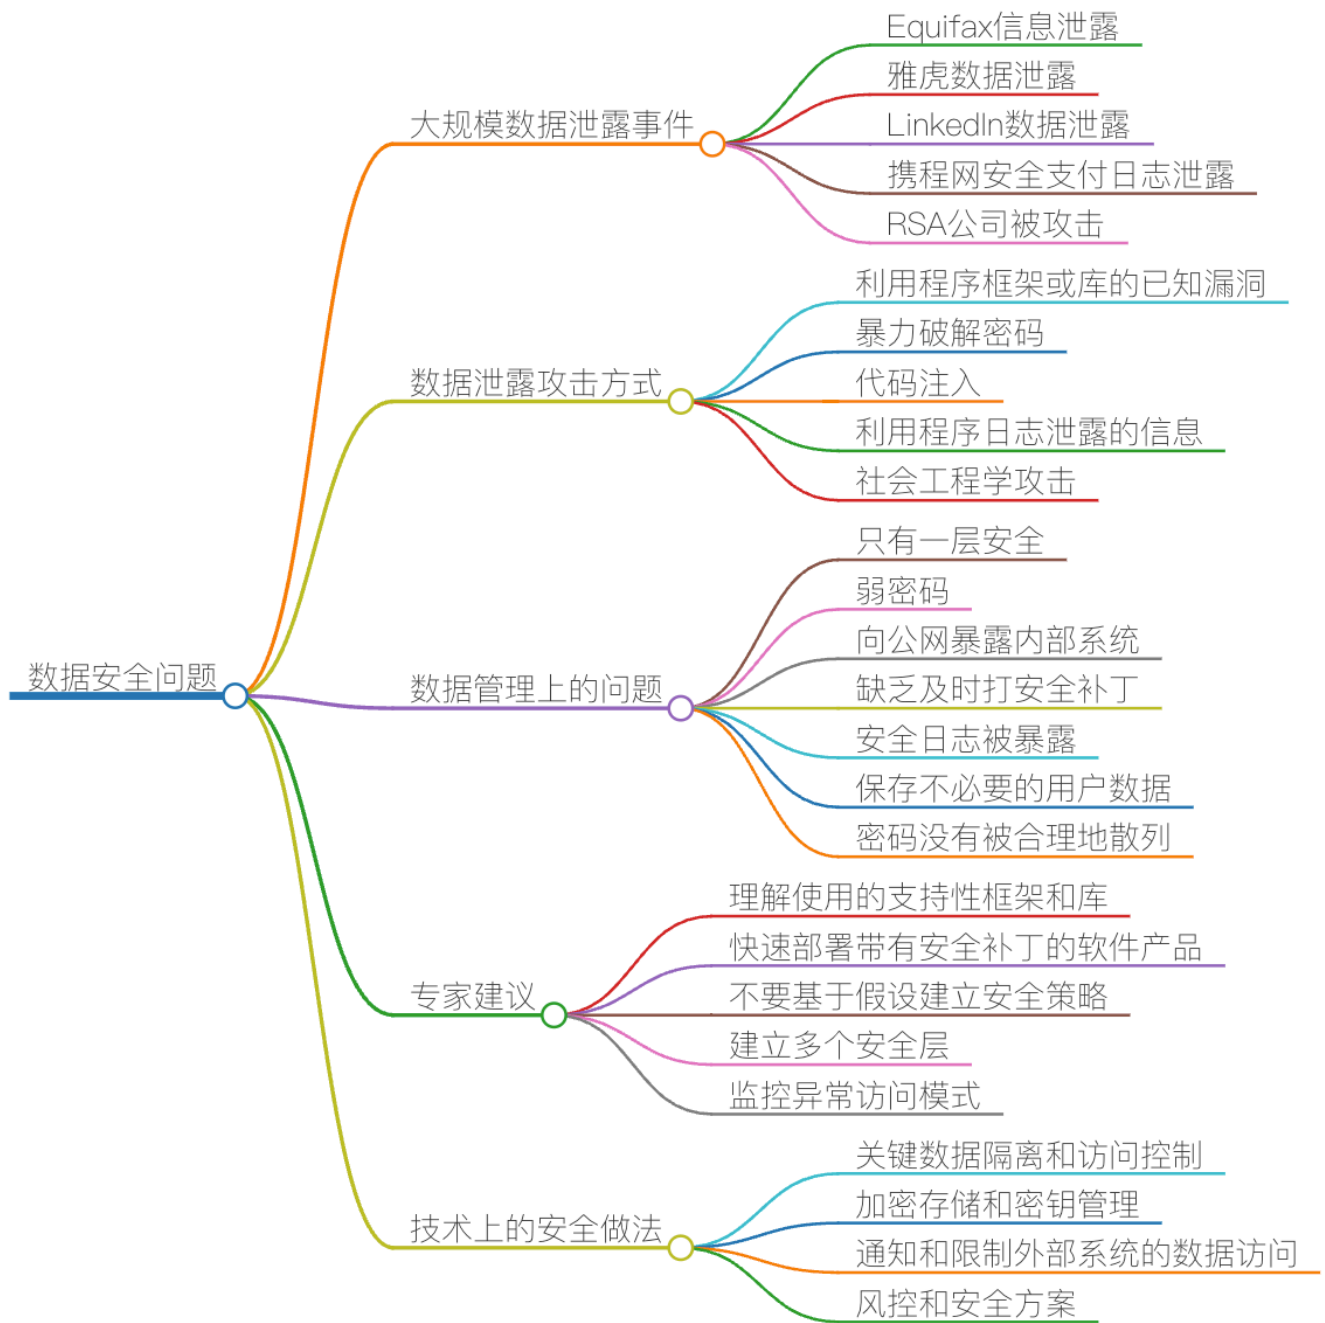 数据安全问题
大规模数据泄露事件
Equifax信息泄露
雅虎数据泄露
LinkedIn数据泄露
携程网安全支付日志泄露
RSA公司被攻击
数据泄露攻击方式
利用程序框架或库的已知漏洞
暴力破解密码
代码注入
利用程序日志泄露的信息
社会工程学攻击
数据管理上的问题
只有一层安全
弱密码
向公网暴露内部系统
缺乏及时打安全补丁
安全日志被暴露
保存不必要的用户数据
密码没有被合理地散列
专家建议
理解使用的支持性框架和库
快速部署带有安全补丁的软件产品
不要基于假设建立安全策略
建立多个安全层
监控异常访问模式
技术上的安全做法
关键数据隔离和访问控制
加密存储和密钥管理
通知和限制外部系统的数据访问
风控和安全方案